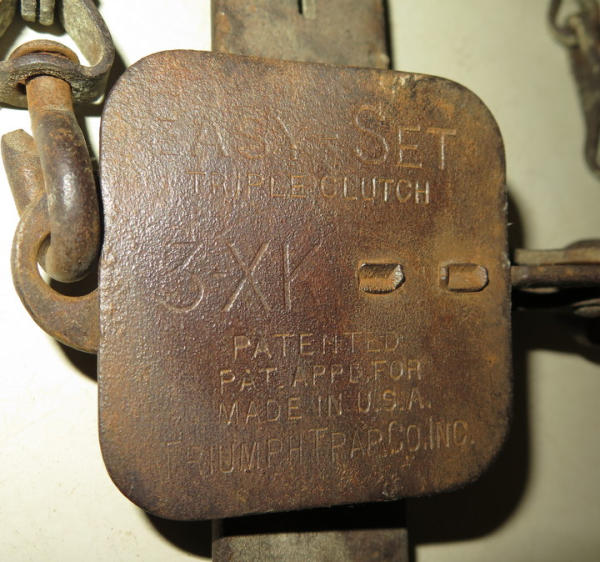 EASY-SET
TRIPLE CLUTCH
3-XK
PATENTED
PAT. APPD. FOR
MADE IN U.S.A.
TRIUMPH TRAP CO. INC.